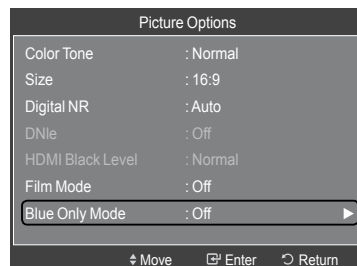 Picture Options
Color Tone : Normal
Size : 16:9
Digital NR : Auto
DNIe : Off
HDMI Black Level : Normal
Film Mode : Off
Blue Only Mode : Off
Move Enter Return